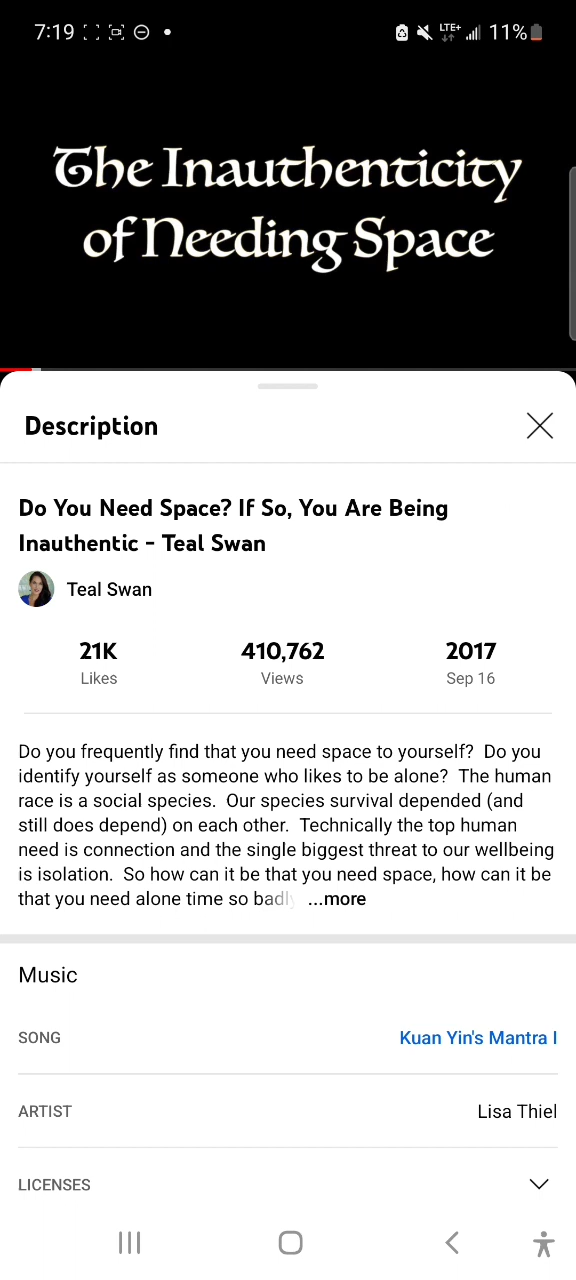 7:19
LTE+
11%
The Inauthenticity
of Needing Space
Description
Do You Need Space? If So, You Are Being
Inauthentic - Teal Swan
Teal Swan
21K 410,762 2017
Likes Views Sep 16
Do you frequently find that you need space to yourself?  Do you
identify yourself as someone who likes to be alone?  The human
race is a social species.  Our species survival depended (and
still does depend) on each other.  Technically the top human
need is connection and the single biggest threat to our wellbeing
is isolation.  So how can it be that you need space, how can it be
that you need alone time so badly ...more
Music
SONG Kuan Yin's Mantra I
ARTIST Lisa Thiel
LICENSES